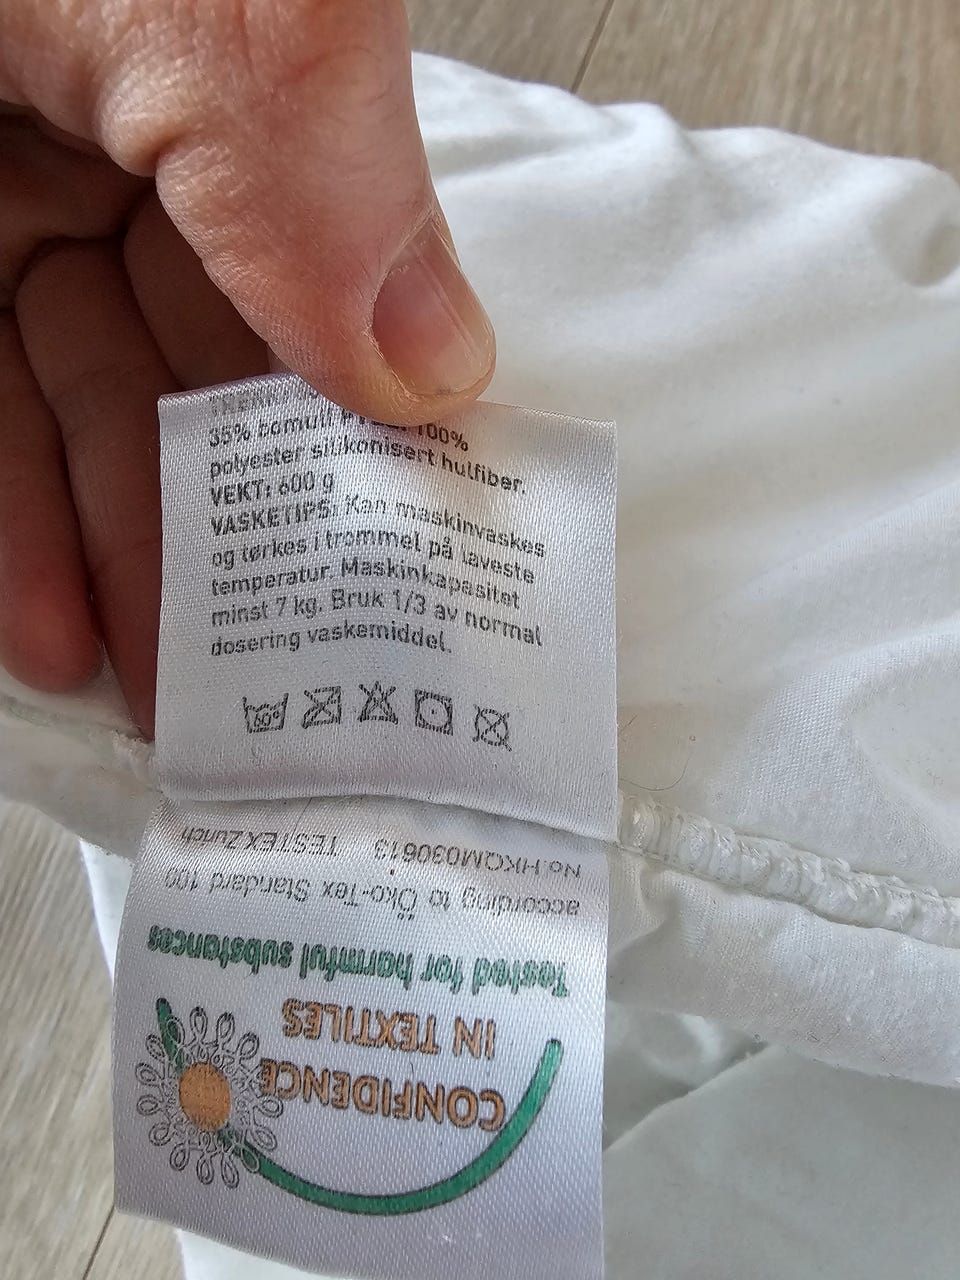 35% bomull 100%
polyester silikonisert hulfiber.
VEKT: 600 g
VASKETIPS: Kan maskinvaskes
og tørkes i trommel på laveste
temperatur. Maskinkapasitet
minst 7 kg. Bruk 1/3 av normal
dosering vaskemiddel.
60°
CONFIDENCE
IN TEXTILES
Tested for harmful substances
according to Öko-Tex Standard 100
No.HKQM030613 TESTEX Zurich